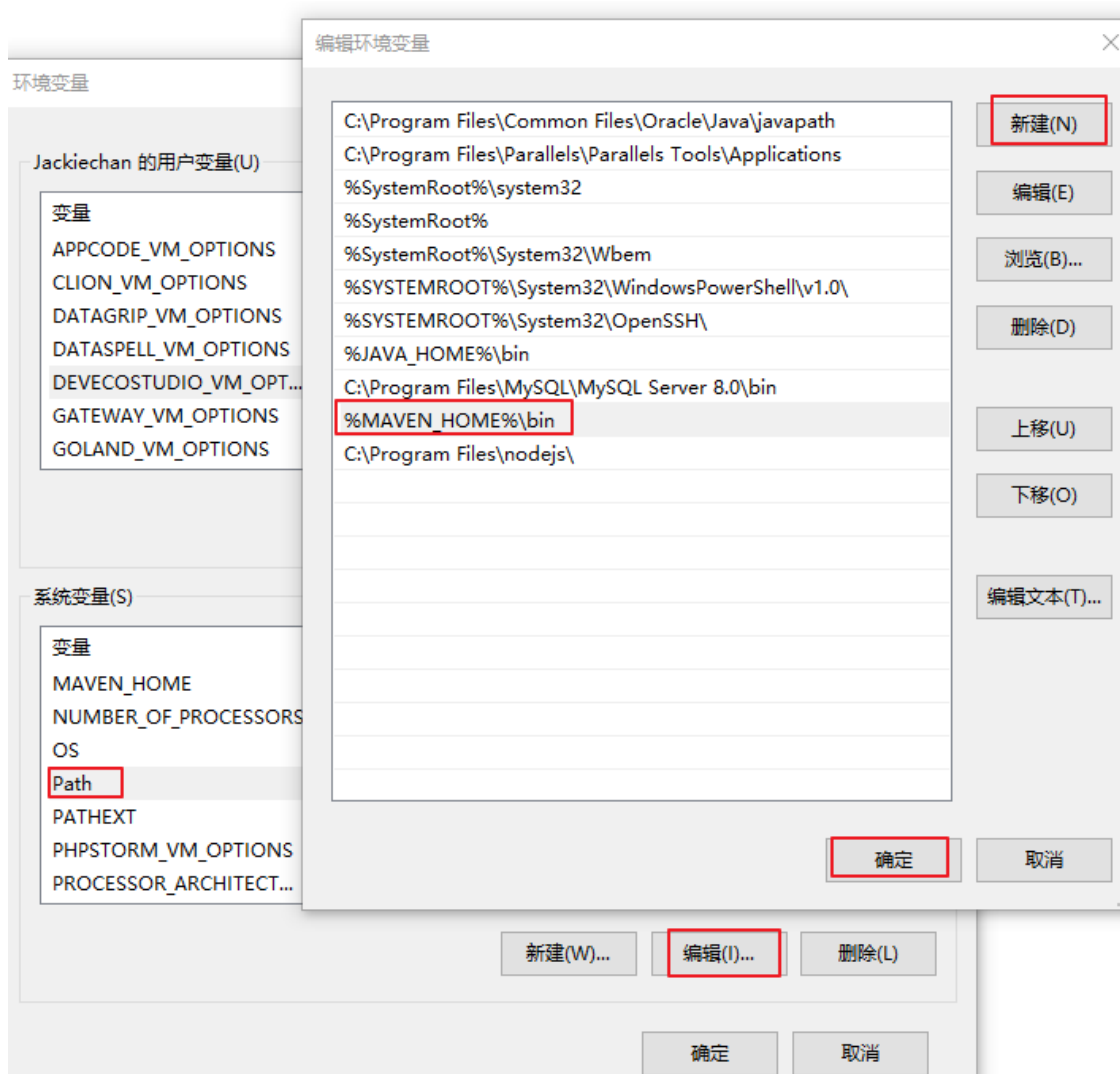 编辑环境变量
环境变量
C:\Program Files\Common Files\Oracle\Java\javapath
C:\Program Files\Parallels\Parallels Tools\Applications
%SystemRoot%\system32
%SystemRoot%
%SystemRoot%\System32\Wbem
%SYSTEMROOT%\System32\WindowsPowerShell\v1.0\
%SYSTEMROOT%\System32\OpenSSH\
%JAVA_HOME%\bin
C:\Program Files\MySQL\MySQL Server 8.0\bin
%MAVEN_HOME%\bin
C:\Program Files\nodejs\
新建(N)
编辑(E)
浏览(B)...
删除(D)
上移(U)
下移(O)
编辑文本(T)...
确定
取消
Jackiechan 的用户变量(U)
变量
APPCODE_VM_OPTIONS
CLION_VM_OPTIONS
DATAGRIP_VM_OPTIONS
DATASPELL_VM_OPTIONS
DEVECOSTUDIO_VM_OPT...
GATEWAY_VM_OPTIONS
GOLAND_VM_OPTIONS
系统变量(S)
变量
MAVEN_HOME
NUMBER_OF_PROCESSORS
OS
Path
PATHEXT
PHPSTORM_VM_OPTIONS
PROCESSOR_ARCHITECT...
新建(W)...
编辑(I)...
删除(L)
确定
取消